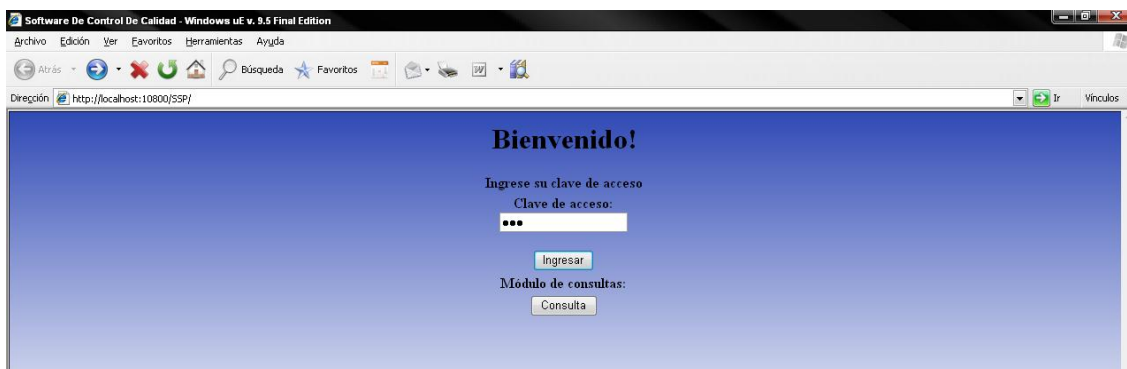 Software De Control De Calidad - Windows uE v. 9.5 Final Edition
Archivo Edición Ver Favoritos Herramientas Ayuda
Atrás Búsqueda Favoritos
Dirección http://localhost:10800/SSP/ Ir Vínculos
Bienvenido!
Ingrese su clave de acceso
Clave de acceso:
•••
Ingresar
Módulo de consultas:
Consulta